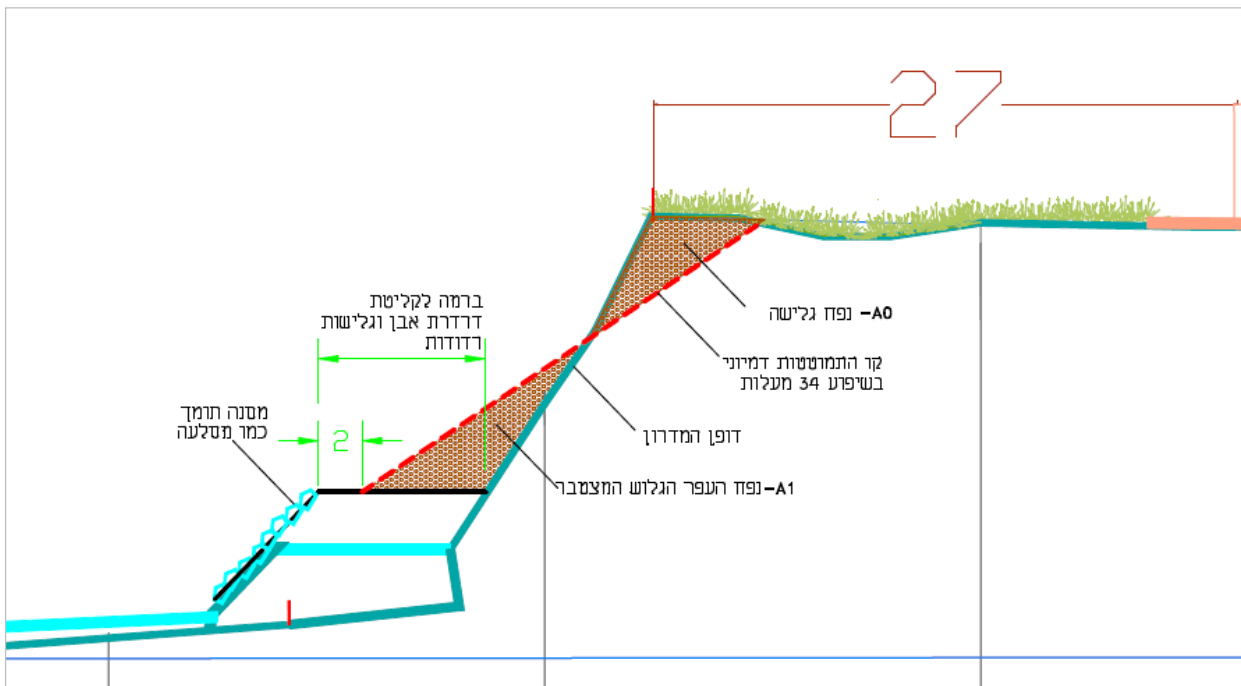 27
ברמה לקליטת
דרדרת אבן וגלישות
רדודות
A0- נפח גלישה
קו התמוטטות דמיוני
בשיפוע 34 מעלות
מסנה תומך
כמו מסלעה
2
דופן המדרון
A1-נפח העפר הגלוש המצטבר